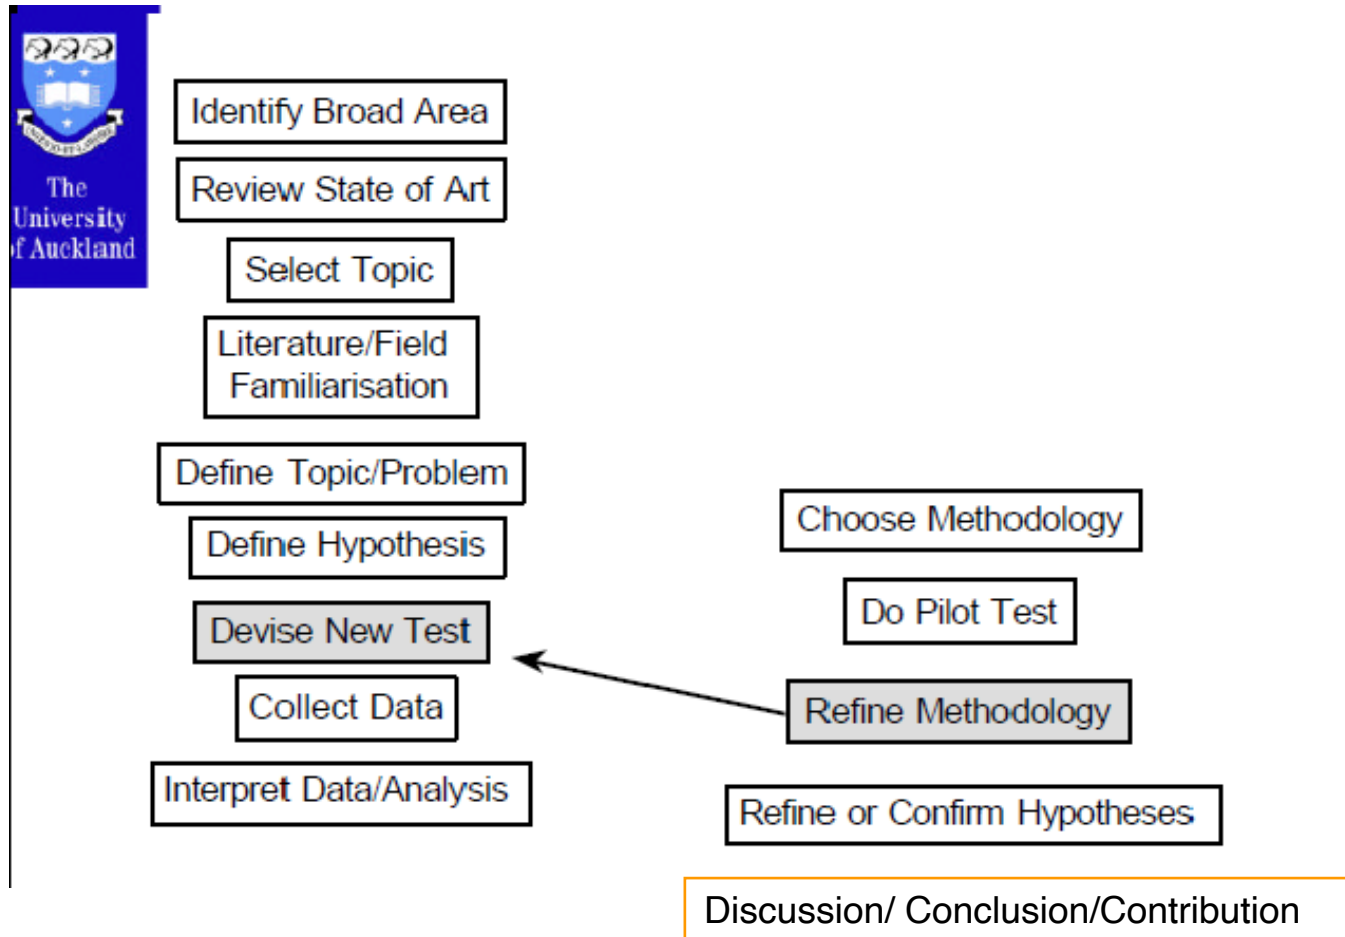 The
University
of Auckland
Identify Broad Area
Review State of Art
Select Topic
Literature/Field
Familiarisation
Define Topic/Problem
Define Hypothesis
Devise New Test
Collect Data
Interpret Data/Analysis
Choose Methodology
Do Pilot Test
Refine Methodology
Refine or Confirm Hypotheses
Discussion/ Conclusion/Contribution